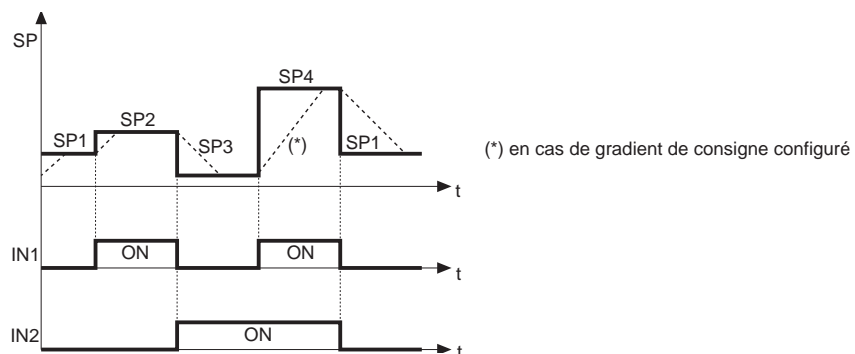 SP
SP4
SP2
SP1
SP3
(*)
SP1
(*) en cas de gradient de consigne configuré
t
IN1
ON
ON
t
IN2
ON
t